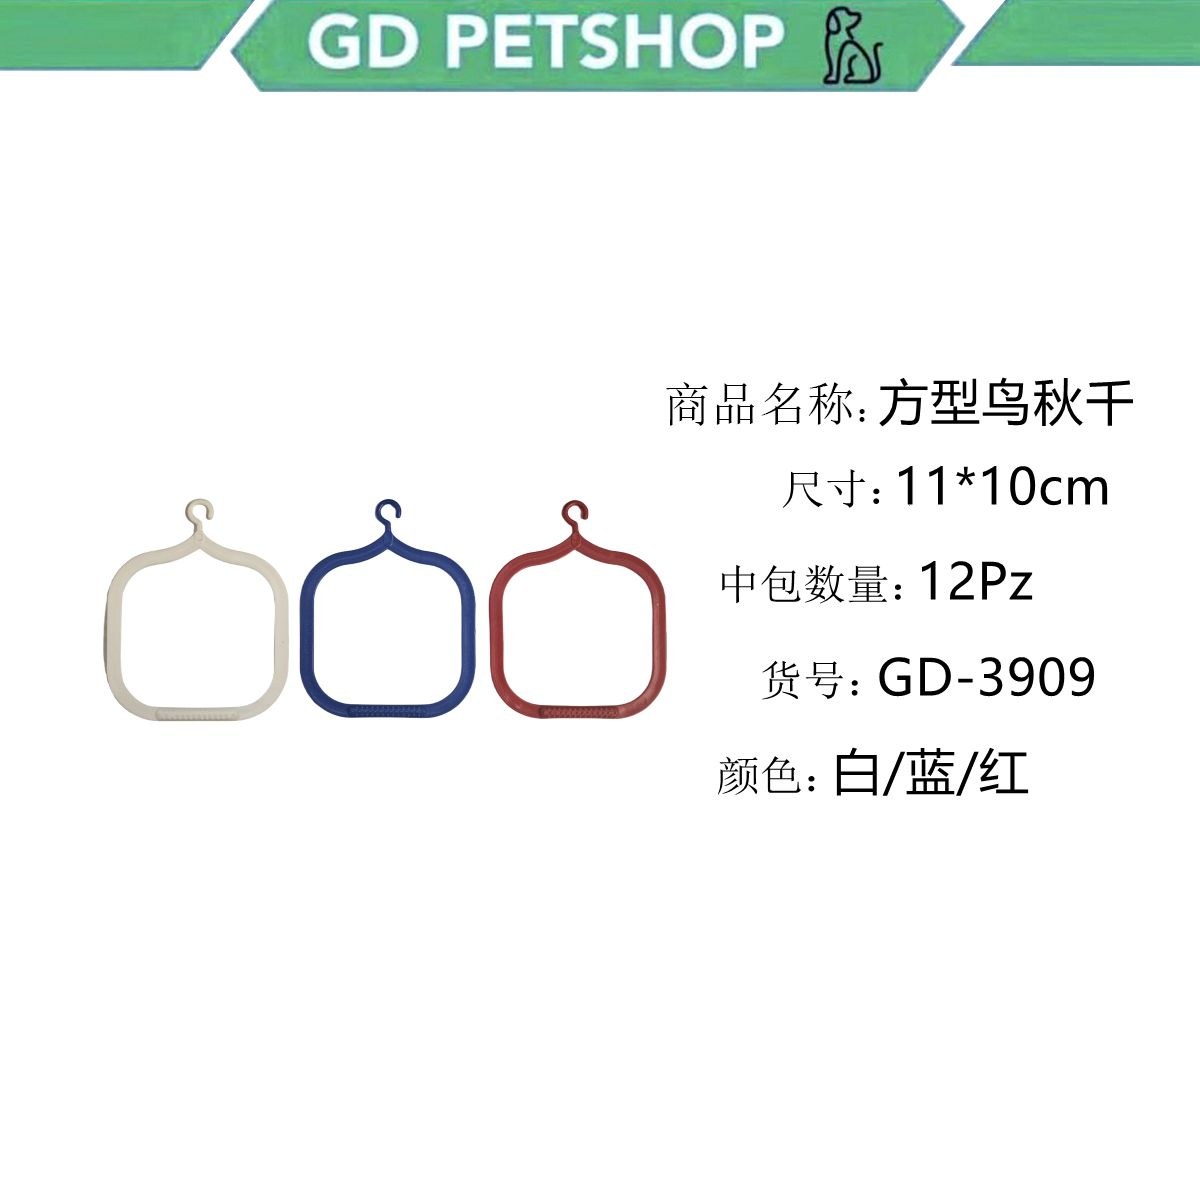 GD PETSHOP
商品名称：方型鸟秋千
尺寸：11*10cm
中包数量：12Pz
货号：GD-3909
颜色：白/蓝/红